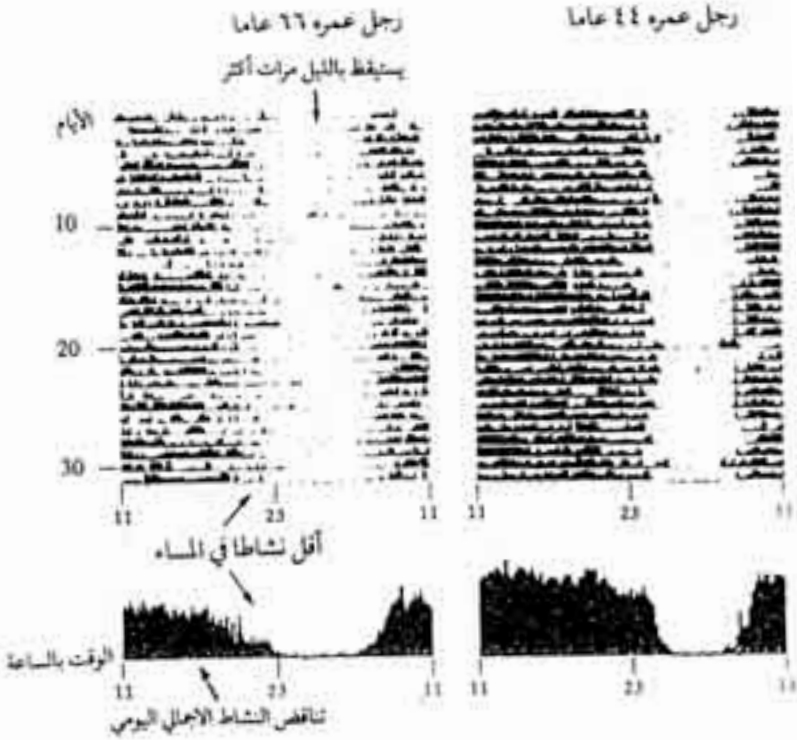 رجل عمره ٤٤ عاما
رجل عمره ٦٦ عاما
يستيقظ بالليل مرات أكثر
الأيام
10
20
30
11 23 11
11 23 11
أقل نشاطا في المساء
الوقت بالساعة
11 23 11
11 23 11
تناقص النشاط الاجمالي اليومي